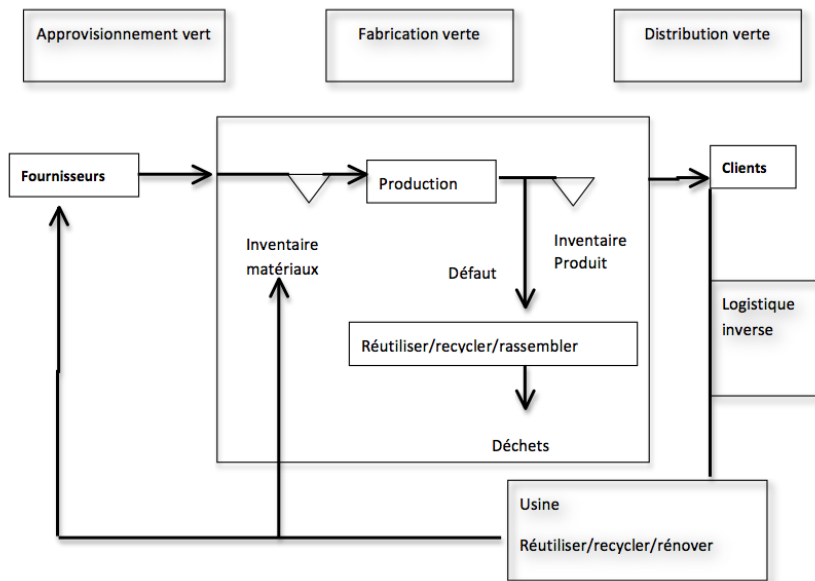 Approvisionnement vert
Fabrication verte
Distribution verte
Fournisseurs
Production
Clients
Inventaire
matériaux
Inventaire
Produit
Défaut
Logistique
inverse
Réutiliser/recycler/rassembler
Déchets
Usine
Réutiliser/recycler/rénover